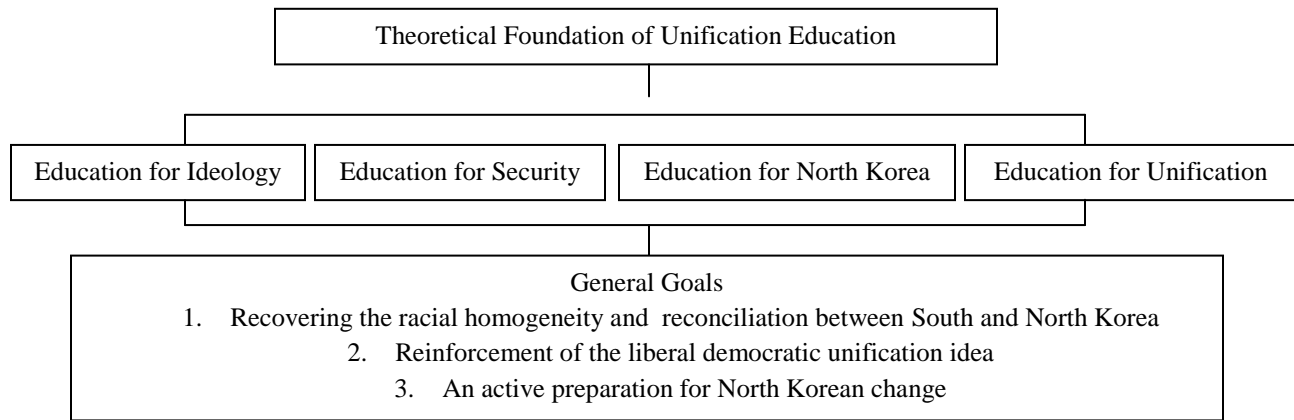 Theoretical Foundation of Unification Education
Education for Ideology
Education for Security
Education for North Korea
Education for Unification
General Goals
1. Recovering the racial homogeneity and reconciliation between South and North Korea
2. Reinforcement of the liberal democratic unification idea
3. An active preparation for North Korean change